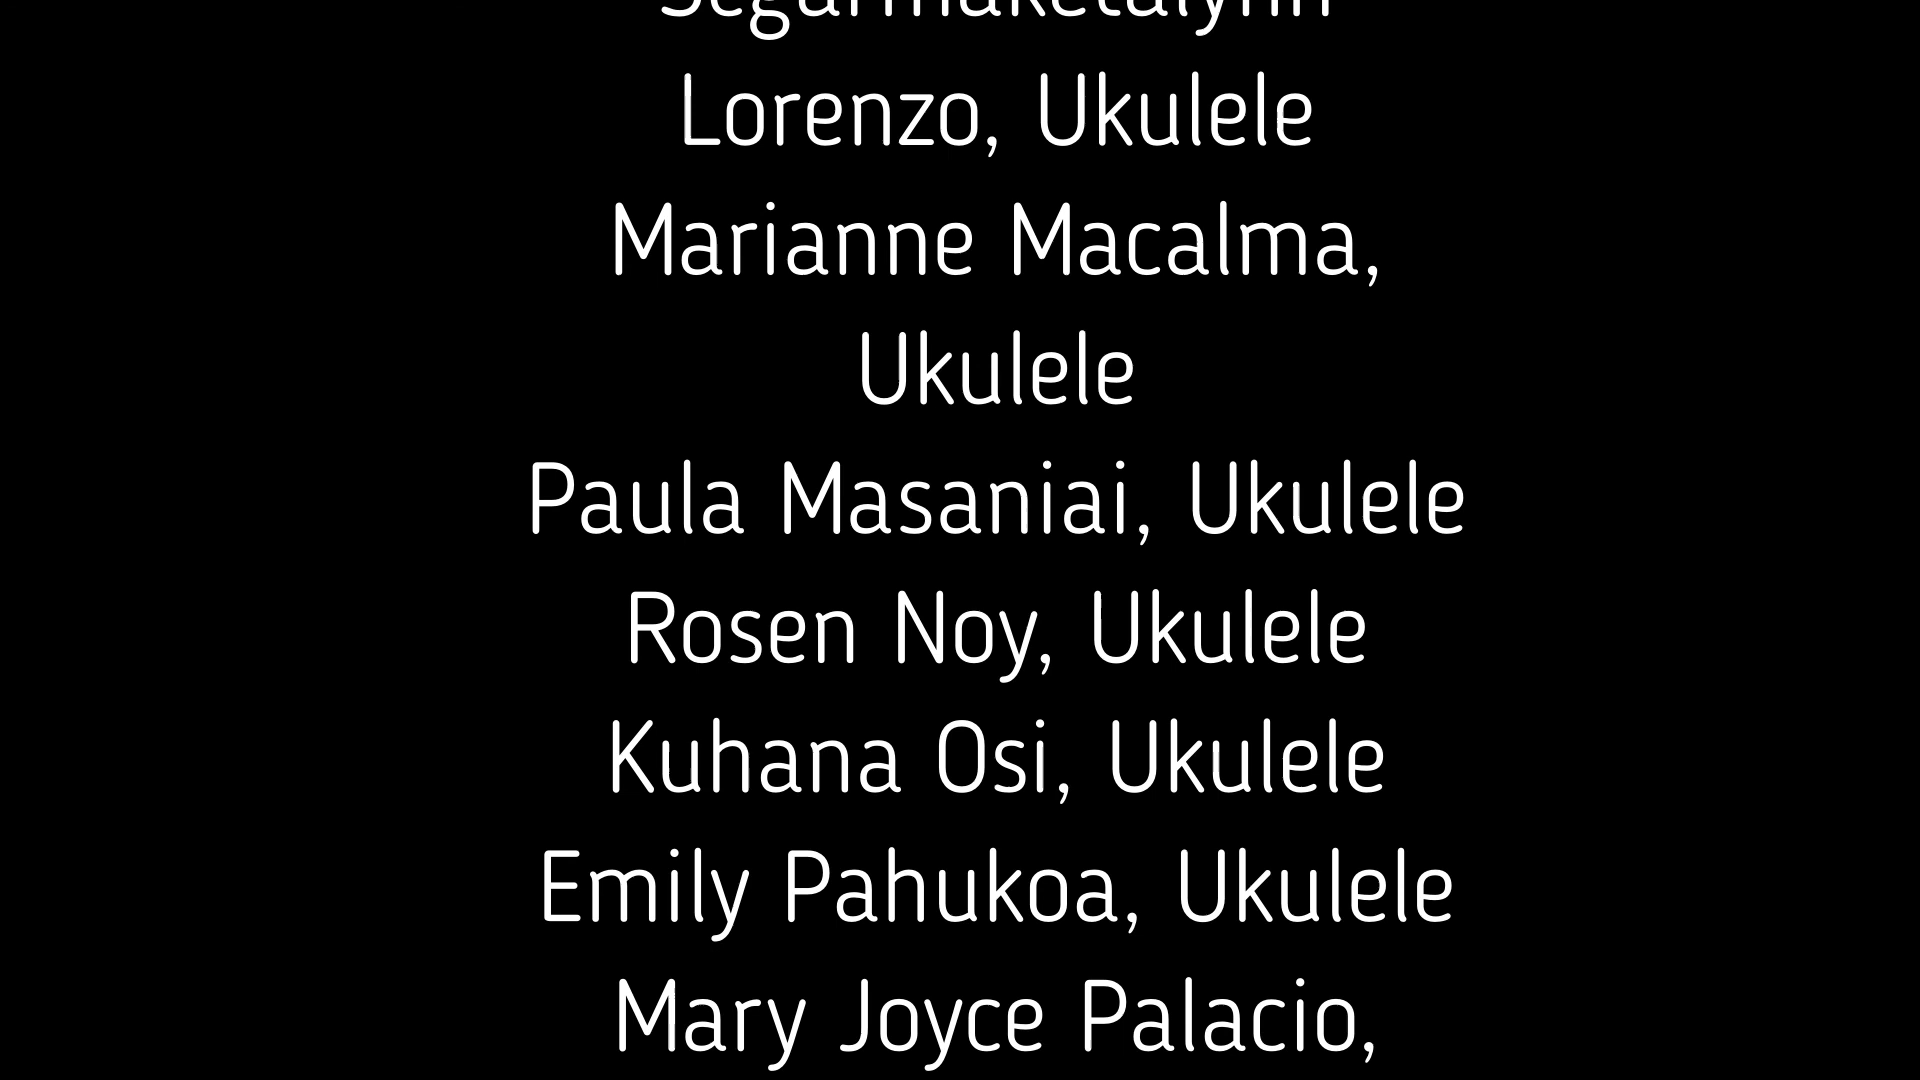 Lorenzo, Ukulele
Marianne Macalma,
Ukulele
Paula Masaniai, Ukulele
Rosen Noy, Ukulele
Kuhana Osi, Ukulele
Emily Pahukoa, Ukulele
Mary Joyce Palacio,